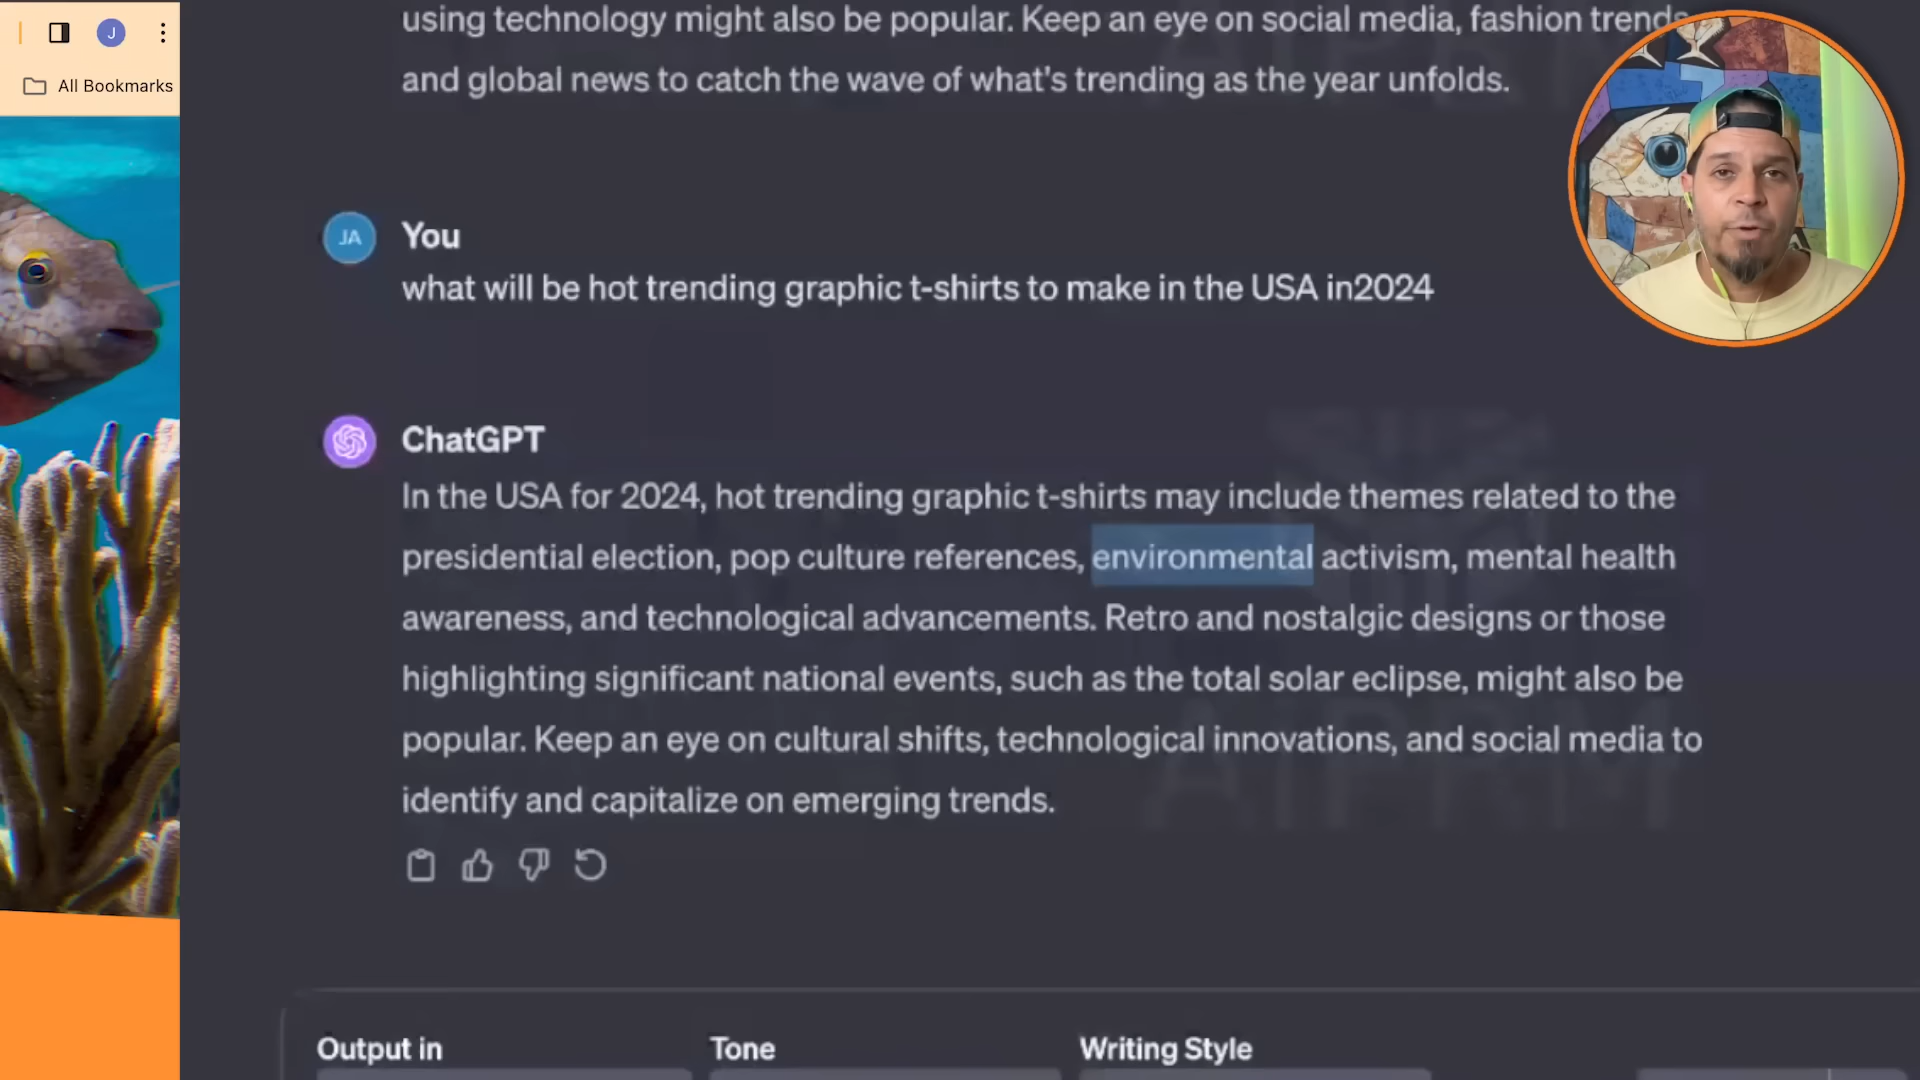 J
All Bookmarks
using technology might also be popular. Keep an eye on social media, fashion trends
and global news to catch the wave of what's trending as the year unfolds.
JA
You
what will be hot trending graphic t-shirts to make in the USA in2024
ChatGPT
In the USA for 2024, hot trending graphic t-shirts may include themes related to the
presidential election, pop culture references, environmental activism, mental health
awareness, and technological advancements. Retro and nostalgic designs or those
highlighting significant national events, such as the total solar eclipse, might also be
popular. Keep an eye on cultural shifts, technological innovations, and social media to
identify and capitalize on emerging trends.
AIPRM
Output in
Tone
Writing Style